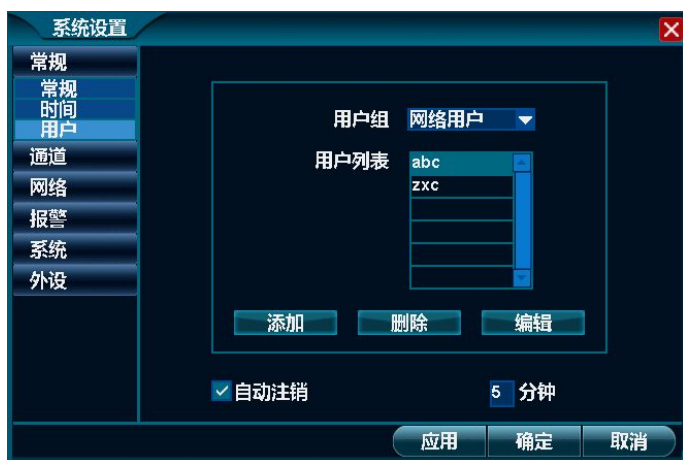 系统设置
常规
常规
时间
用户
通道
网络
报警
系统
外设
用户组 网络用户
用户列表 abc
zxc
添加 删除 编辑
自动注销 5 分钟
应用 确定 取消